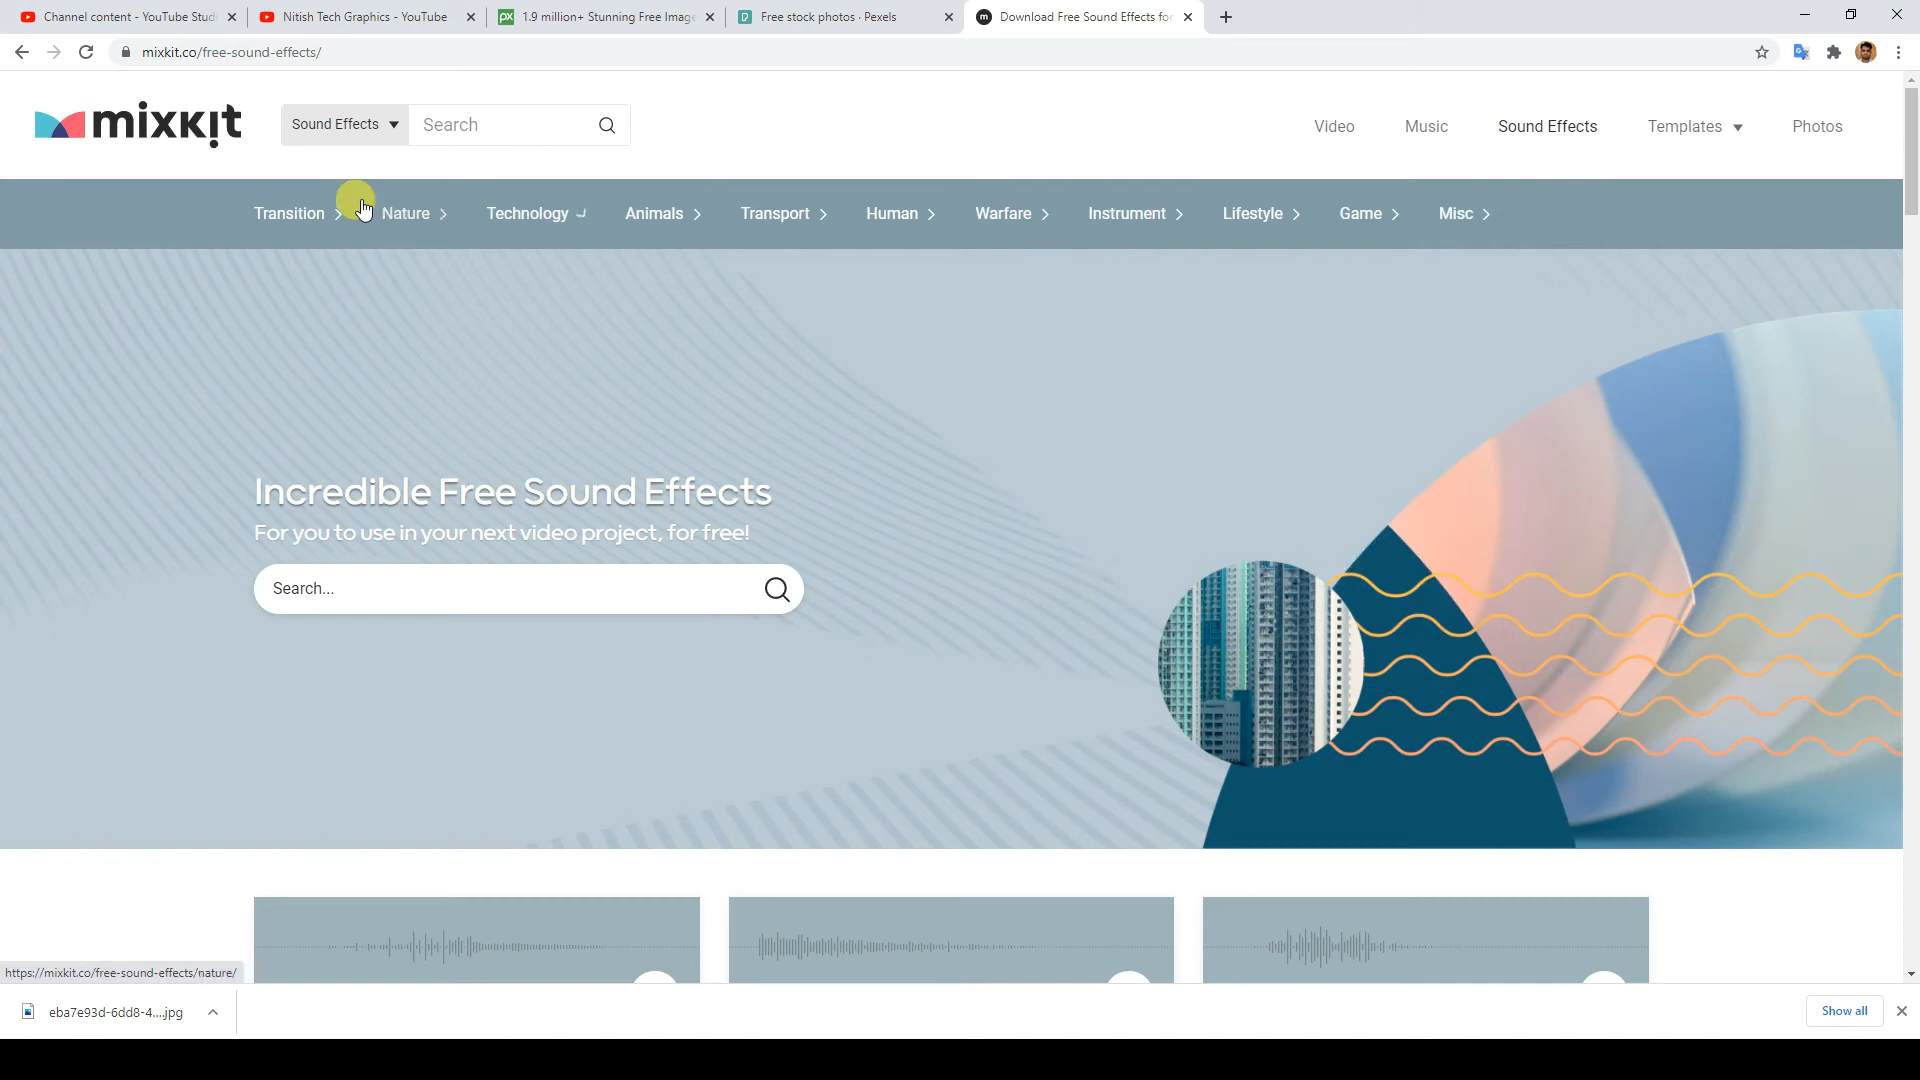 Channel content - YouTube Stud
Nitish Tech Graphics - YouTube
1.9 million+ Stunning Free Image
Free stock photos · Pexels
Download Free Sound Effects for
mixkit.co/free-sound-effects/
mixkit
Sound Effects
Search
Video
Music
Sound Effects
Templates
Photos
Transition
Nature
Technology
Animals
Transport
Human
Warfare
Instrument
Lifestyle
Game
Misc
Incredible Free Sound Effects
For you to use in your next video project, for free!
Search...
https://mixkit.co/free-sound-effects/nature/
eba7e93d-6dd8-4....jpg
Show all